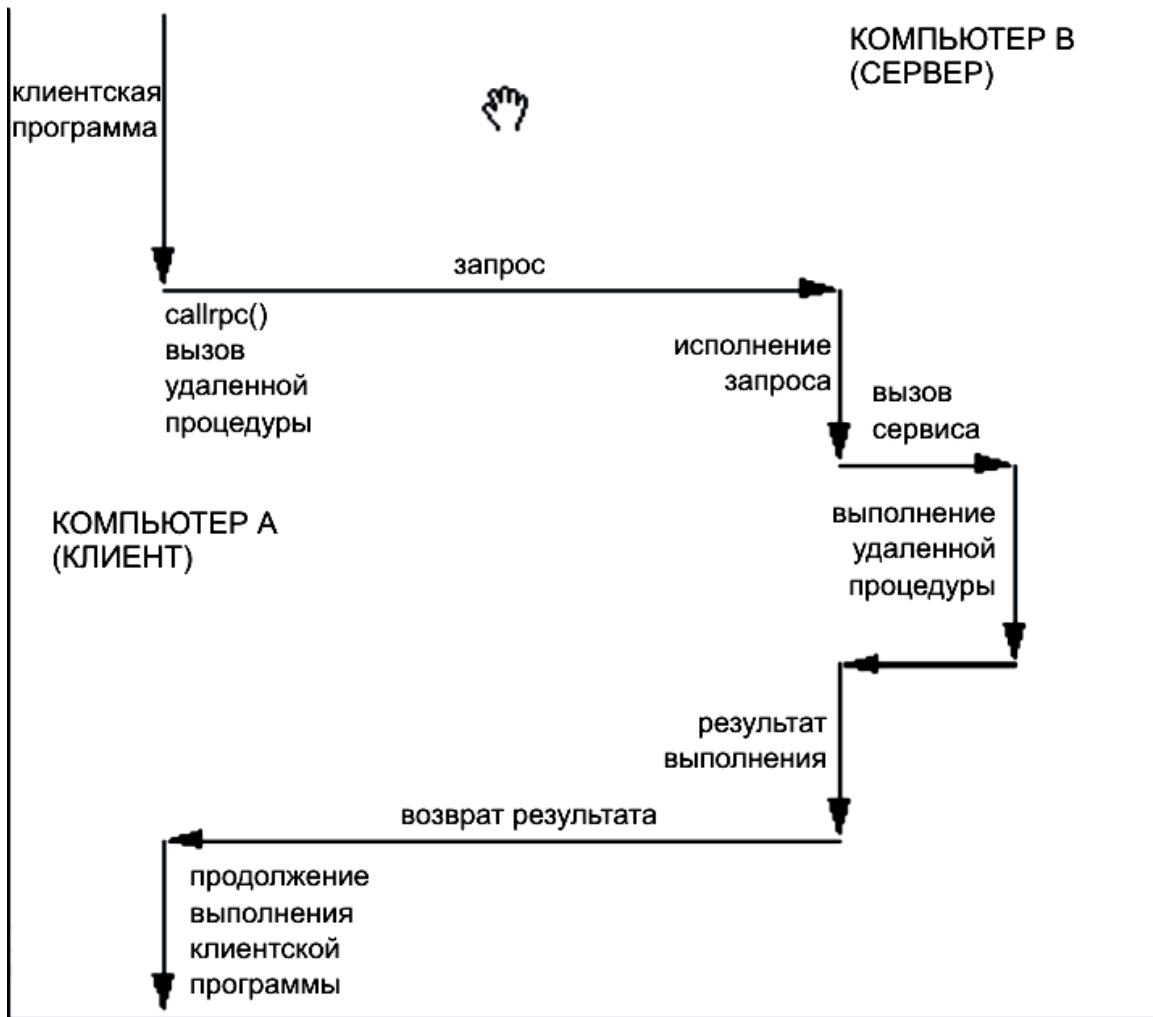 КОМПЬЮТЕР В
(СЕРВЕР)
клиентская
программа
запрос
callrpc()
вызов
удаленной
процедуры
исполнение
запроса
вызов
сервиса
КОМПЬЮТЕР А
(КЛИЕНТ)
выполнение
удаленной
процедуры
результат
выполнения
возврат результата
продолжение
выполнения
клиентской
программы